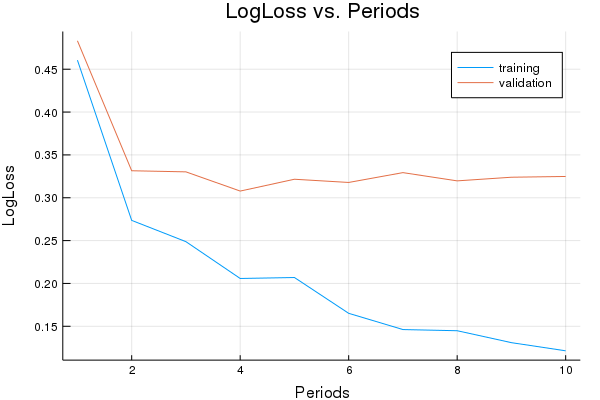 LogLoss vs. Periods
training
validation
LogLoss
0.45
0.40
0.35
0.30
0.25
0.20
0.15
2 4 6 8 10
Periods